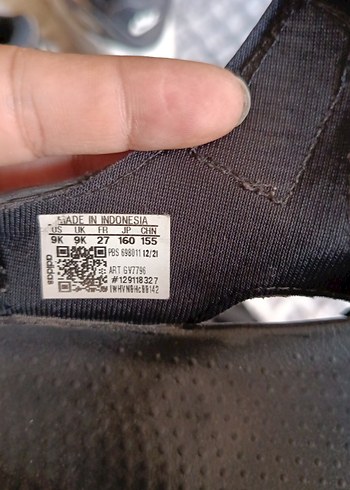 MADE IN INDONESIA
US UK FR JP CHN
9K 9K 27 160 155
PBS 698011 12/21
ART GV7796
#129118327
adidas